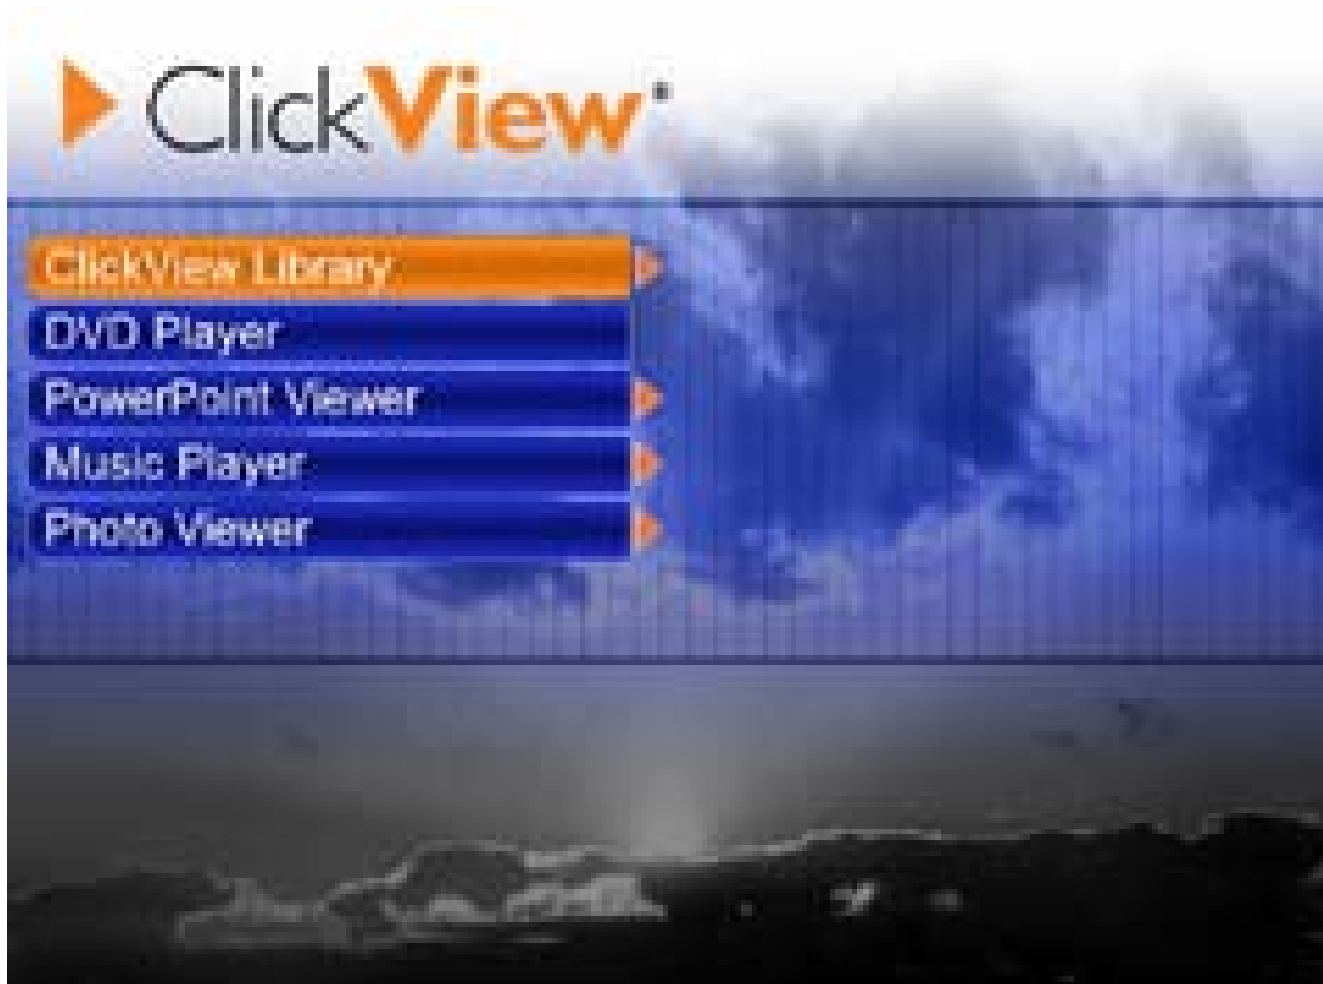 ClickView
ClickView Library
DVD Player
PowerPoint Viewer
Music Player
Photo Viewer